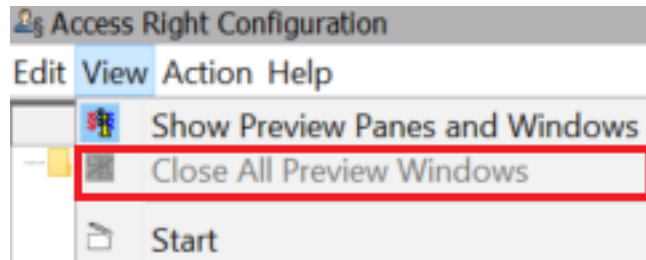 Access Right Configuration
Edit View Action Help
Show Preview Panes and Windows
Close All Preview Windows
Start